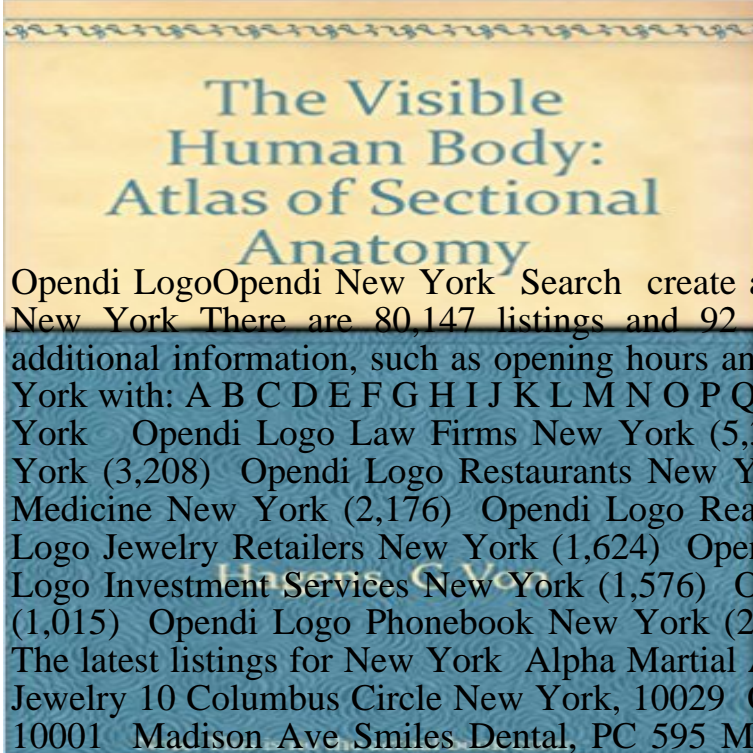 The Visible
Human Body:
Atlas of Sectional
Anatomy
Opendi LogoOpendi New York Search create
New York There are 80,147 listings and 92
additional information, such as opening hours
York with: A B C D E F G H I J K L M N O P Q
York Opendi Logo Law Firms New York
York (3,208) Opendi Logo Restaurants New
Medicine New York (2,176) Opendi Logo
Logo Jewelry Retailers New York (1,624)
Logo Investment Services New York (1,576)
Hagens, G Von
(1,015) Opendi Logo Phonebook New York
The latest listings for New York Alpha Martial
Jewelry 10 Columbus Circle New York, 10029
10001 Madison Ave Smiles Dental, PC 595